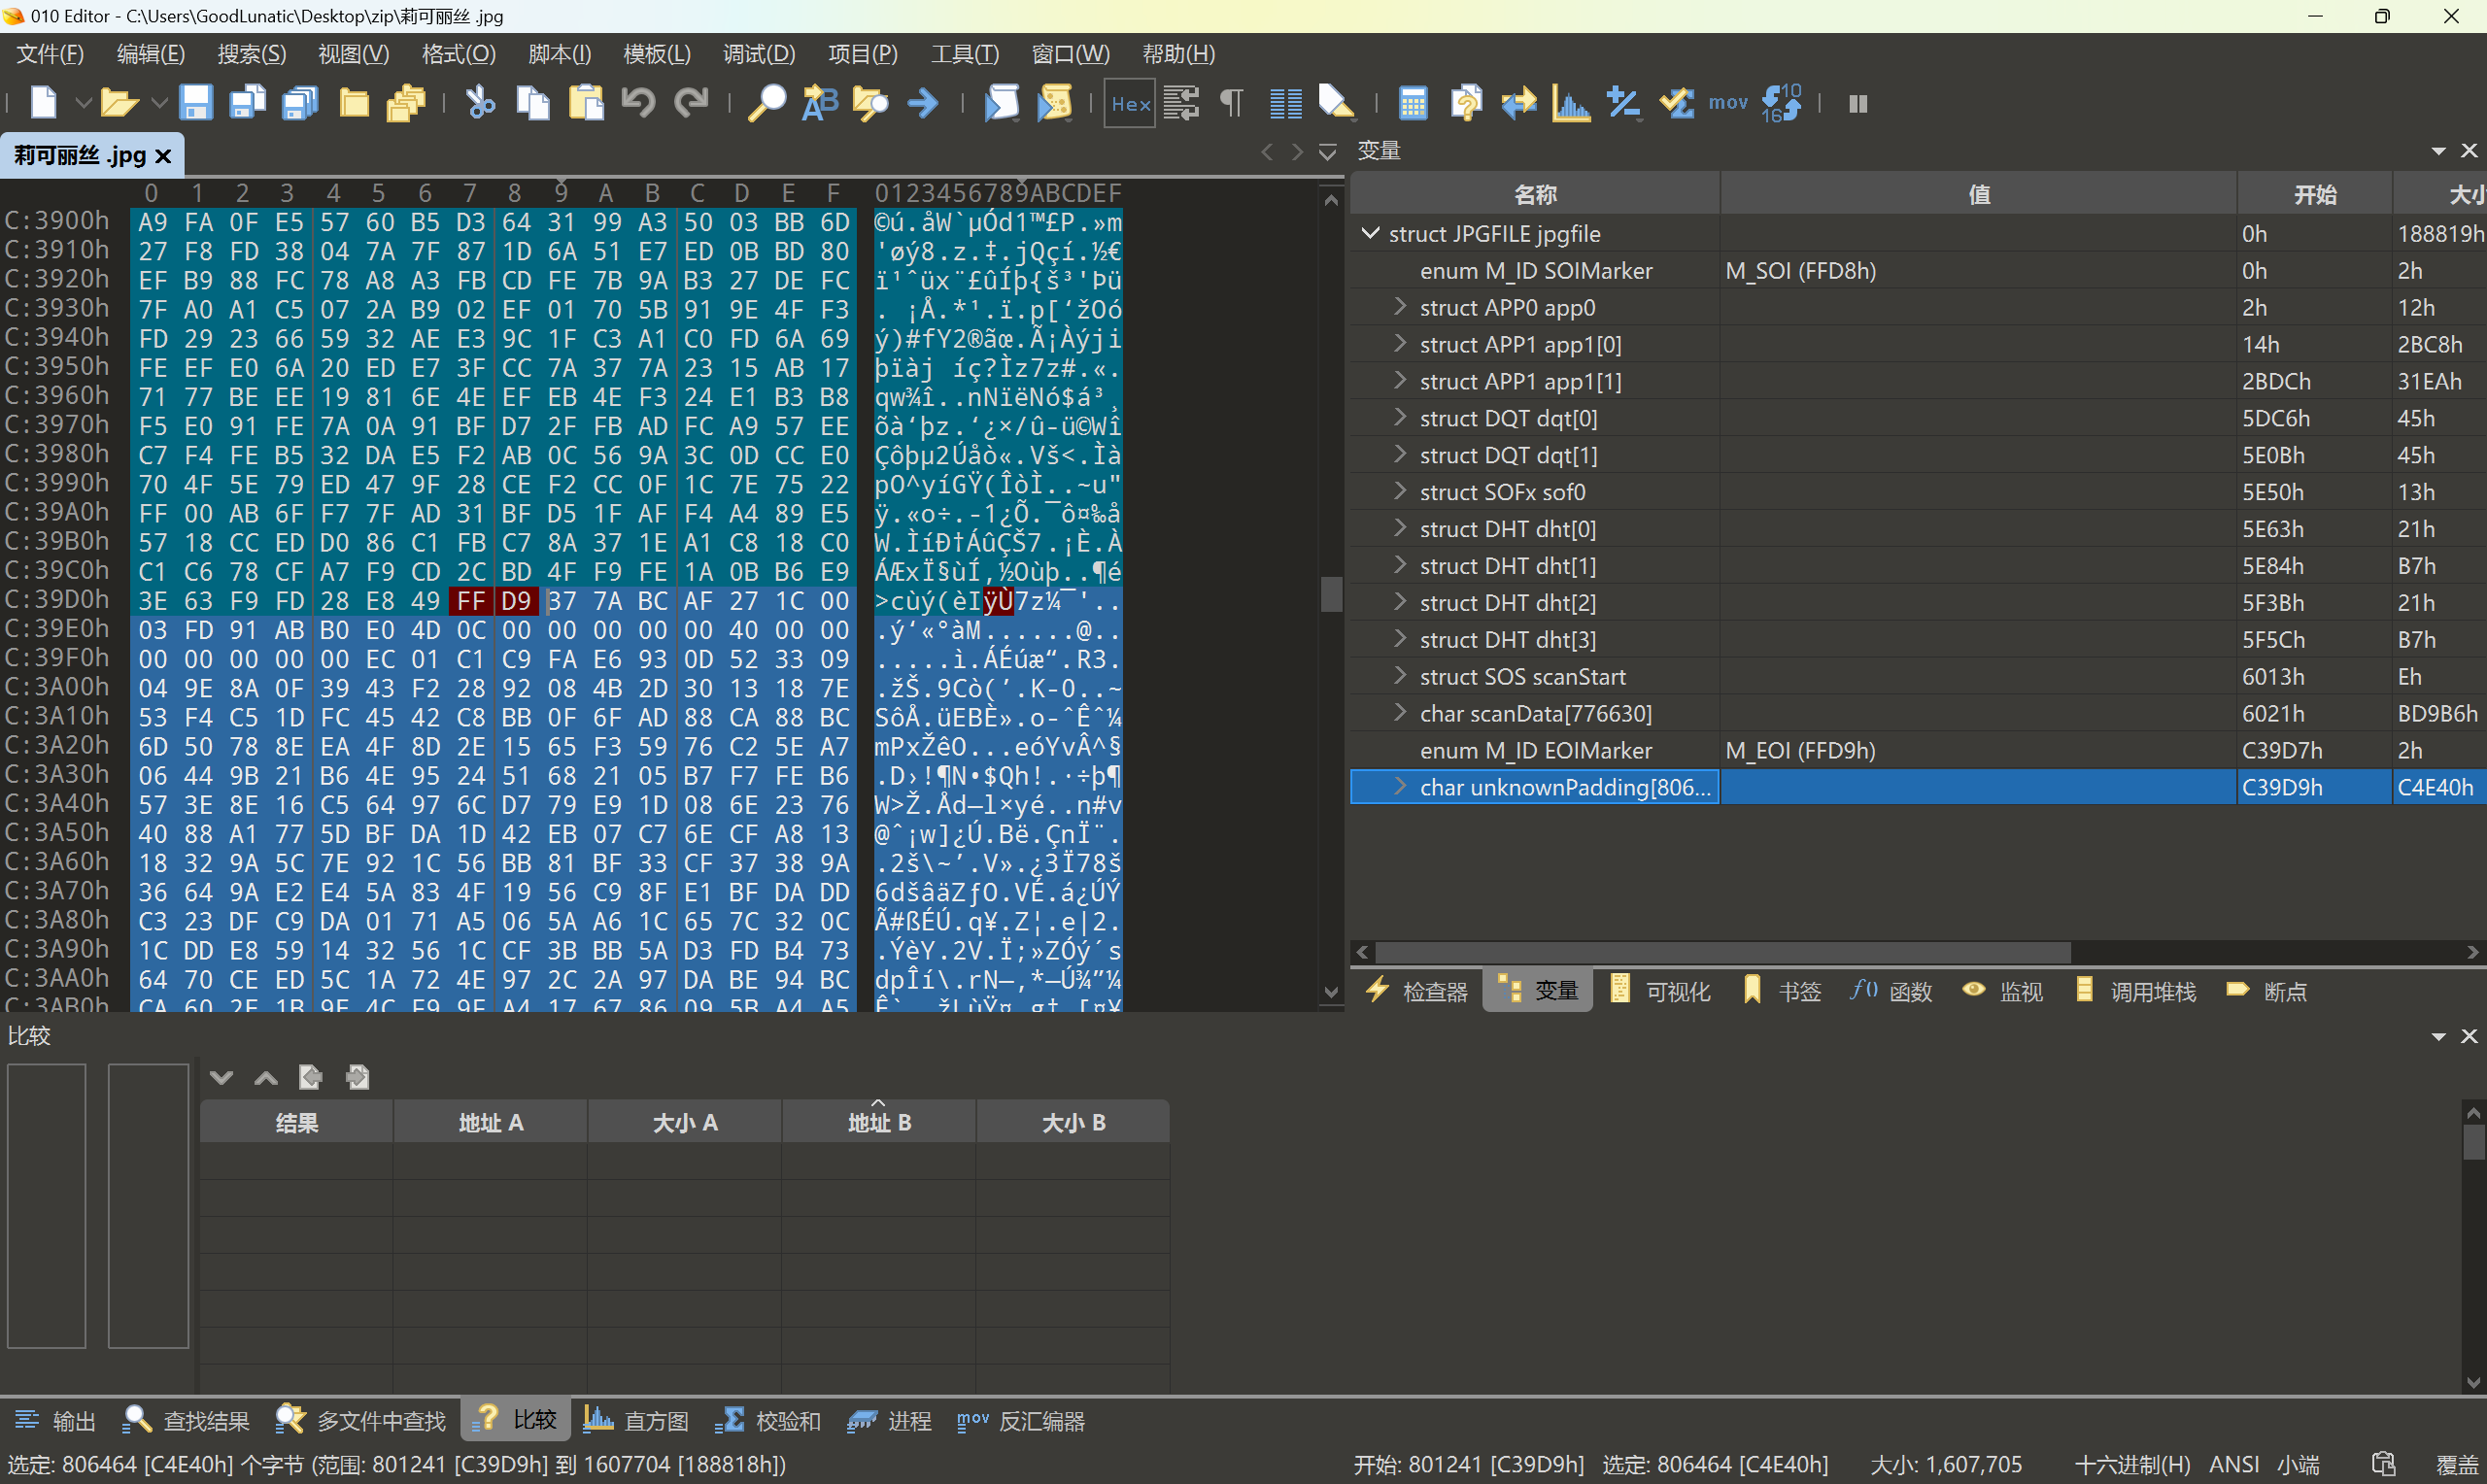 010 Editor - C:\Users\GoodLunatic\Desktop\zip\莉可丽丝 .jpg
文件(F) 编辑(E) 搜索(S) 视图(V) 格式(O) 脚本(I) 模板(L) 调试(D) 项目(P) 工具(T) 窗口(W) 帮助(H)
Hex mov 10 16
莉可丽丝 .jpg
0 1 2 3 4 5 6 7 8 9 A B C D E F 0123456789ABCDEF
C:3900h A9 FA 0F E5 57 60 B5 D3 64 31 99 A3 50 03 BB 6D ©ú.åW`µÓd1™£P.»m
C:3910h 27 F8 FD 38 04 7A 7F 87 1D 6A 51 E7 ED 0B BD 80 'øý8.z.‡.jQçí.½€
C:3920h EF B9 88 FC 78 A8 A3 FB CD FE 7B 9A B3 27 DE FC ï¹ˆüx¨£ûÍþ{š³'Þü
C:3930h 7F A0 A1 C5 07 2A B9 02 EF 01 70 5B 91 9E 4F F3 . ¡Å.*¹.ï.p[‘žOó
C:3940h FD 29 23 66 59 32 AE E3 9C 1F C3 A1 C0 FD 6A 69 ý)#fY2®ãœ.Ã¡Àýji
C:3950h FE EF E0 6A 20 ED E7 3F CC 7A 37 7A 23 15 AB 17 þïàj íç?Ìz7z#.«.
C:3960h 71 77 BE EE 19 81 6E 4E EF EB 4E F3 24 E1 B3 B8 qw¾î..nNïëNó$á³¸
C:3970h F5 E0 91 FE 7A 0A 91 BF D7 2F FB AD FC A9 57 EE õà‘þz.‘¿×/û-ü©Wî
C:3980h C7 F4 FE B5 32 DA E5 F2 AB 0C 56 9A 3C 0D CC E0 Çôþµ2Úåò«.Vš<.Ìà
C:3990h 70 4F 5E 79 ED 47 9F 28 CE F2 CC 0F 1C 7E 75 22 pO^yíGŸ(ÎòÌ..~u"
C:39A0h FF 00 AB 6F F7 7F AD 31 BF D5 1F AF F4 A4 89 E5 ÿ.«o÷.-1¿Õ.¯ô¤‰å
C:39B0h 57 18 CC ED D0 86 C1 FB C7 8A 37 1E A1 C8 18 C0 W.ÌíÐ†ÁûÇŠ7.¡È.À
C:39C0h C1 C6 78 CF A7 F9 CD 2C BD 4F F9 FE 1A 0B B6 E9 ÁÆxÏ§ùÍ,½Oùþ..¶é
C:39D0h 3E 63 F9 FD 28 E8 49 FF D9 37 7A BC AF 27 1C 00 >cùý(èIÿÙ7z¼¯'..
C:39E0h 03 FD 91 AB B0 E0 4D 0C 00 00 00 00 00 40 00 00 .ý‘«°àM......@..
C:39F0h 00 00 00 00 00 EC 01 C1 C9 FA E6 93 0D 52 33 09 .....ì.ÁÉúæ“.R3.
C:3A00h 04 9E 8A 0F 39 43 F2 28 92 08 4B 2D 30 13 18 7E .žŠ.9Cò(’.K-0..~
C:3A10h 53 F4 C5 1D FC 45 42 C8 BB 0F 6F AD 88 CA 88 BC SôÅ.üEBÈ».o-ˆÊˆ¼
C:3A20h 6D 50 78 8E EA 4F 8D 2E 15 65 F3 59 76 C2 5E A7 mPxŽêO...eóYvÂ^§
C:3A30h 06 44 9B 21 B6 4E 95 24 51 68 21 05 B7 F7 FE B6 .D›!¶N•$Qh!.·÷þ¶
C:3A40h 57 3E 8E 16 C5 64 97 6C D7 79 E9 1D 08 6E 23 76 W>Ž.Åd—l×yé..n#v
C:3A50h 40 88 A1 77 5D BF DA 1D 42 EB 07 C7 6E CF A8 13 @ˆ¡w]¿Ú.Bë.ÇnÏ¨.
C:3A60h 18 32 9A 5C 7E 92 1C 56 BB 81 BF 33 CF 37 38 9A .2š\~’.V».¿3Ï78š
C:3A70h 36 64 9A E2 E4 5A 83 4F 19 56 C9 8F E1 BF DA DD 6dšâäZƒO.VÉ.á¿ÚÝ
C:3A80h C3 23 DF C9 DA 01 71 A5 06 5A A6 1C 65 7C 32 0C Ã#ßÉÚ.q¥.Z¦.e|2.
C:3A90h 1C DD E8 59 14 32 56 1C CF 3B BB 5A D3 FD B4 73 .ÝèY.2V.Ï;»ZÓý´s
C:3AA0h 64 70 CE ED 5C 1A 72 4E 97 2C 2A 97 DA BE 94 BC dpÎí\.rN—,*—Ú¾”¼
变量
名称 值 开始
struct JPGFILE jpgfile 0h 188819h
enum M_ID SOIMarker M_SOI (FFD8h) 0h 2h
struct APP0 app0 2h 12h
struct APP1 app1[0] 14h 2BC8h
struct APP1 app1[1] 2BDCh 31EAh
struct DQT dqt[0] 5DC6h 45h
struct DQT dqt[1] 5E0Bh 45h
struct SOFx sof0 5E50h 13h
struct DHT dht[0] 5E63h 21h
struct DHT dht[1] 5E84h B7h
struct DHT dht[2] 5F3Bh 21h
struct DHT dht[3] 5F5Ch B7h
struct SOS scanStart 6013h Eh
char scanData[776630] 6021h BD9B6h
enum M_ID EOIMarker M_EOI (FFD9h) C39D7h 2h
char unknownPadding[806... C39D9h C4E40h
检查器 变量 可视化 书签 f() 函数 监视 调用堆栈 断点
比较
结果 地址 A 大小 A 地址 B 大小 B
输出 查找结果 多文件中查找 比较 直方图 校验和 进程 mov 反汇编器
选定: 806464 [C4E40h] 个字节 (范围: 801241 [C39D9h] 到 1607704 [188818h]) 开始: 801241 [C39D9h] 选定: 806464 [C4E40h] 大小: 1,607,705 十六进制(H) ANSI 小端 覆盖